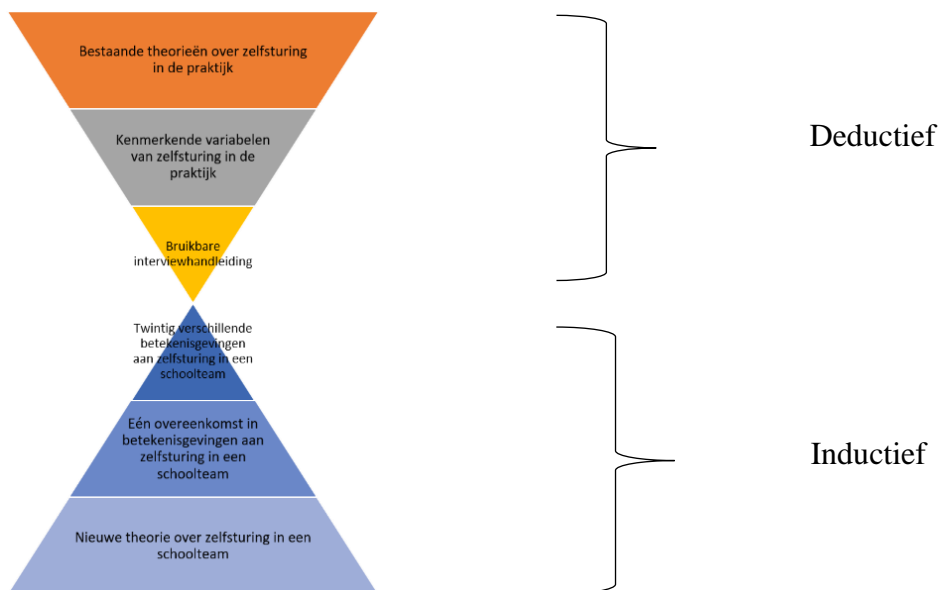 Bestaande theorieën over zelfsturing
in de praktijk
Kenmerkende variabelen
van zelfsturing in de
praktijk
Bruikbare
interviewhandleiding
Deductief
Twintig verschillende
betekenisgevingen
aan zelfsturing in een
schoolteam
Eén overeenkomst in
betekenisgevingen aan
zelfsturing in een
schoolteam
Nieuwe theorie over zelfsturing in een
schoolteam
Inductief